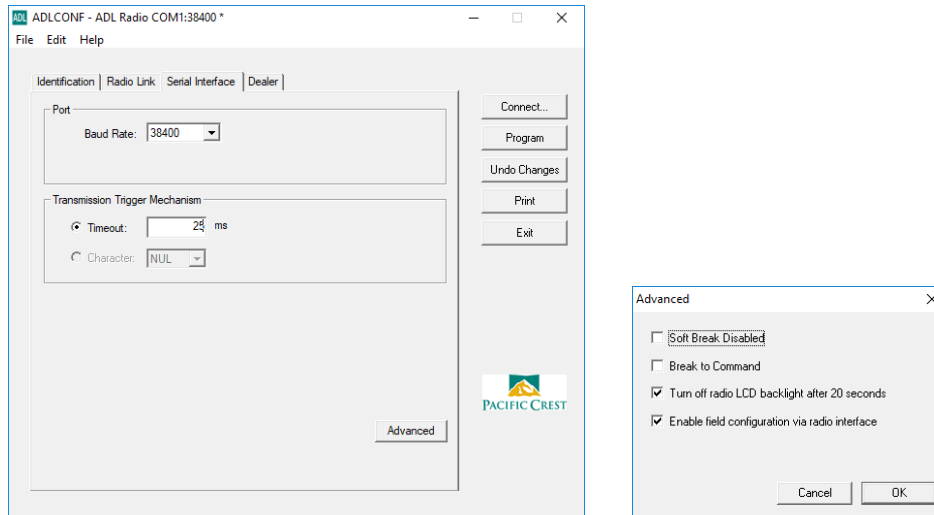 ADL ADLCONF - ADL Radio COM1:38400 *
File Edit Help
Identification Radio Link Serial Interface Dealer
Port
Baud Rate: 38400
Transmission Trigger Mechanism
Timeout: 25 ms
Character: NUL
Advanced
Connect...
Program
Undo Changes
Print
Exit
PACIFIC CREST
Advanced
Soft Break Disabled
Break to Command
Turn off radio LCD backlight after 20 seconds
Enable field configuration via radio interface
Cancel OK